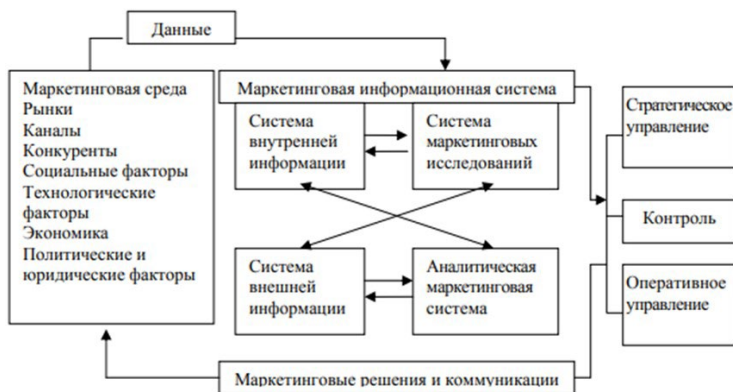 Данные
Маркетинговая среда
Рынки
Каналы
Конкуренты
Социальные факторы
Технологические
факторы
Экономика
Политические и
юридические факторы
Маркетинговая информационная система
Система
внутренней
информации
Система
маркетинговых
исследований
Система
внешней
информации
Аналитическая
маркетинговая
система
Стратегическое
управление
Контроль
Оперативное
управление
Маркетинговые решения и коммуникации